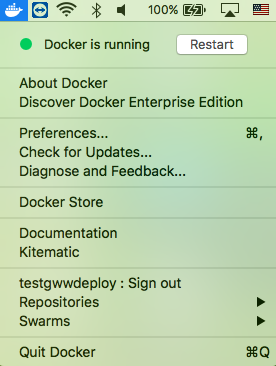 100%
Docker is running
Restart
About Docker
Discover Docker Enterprise Edition
Preferences... ⌘,
Check for Updates...
Diagnose and Feedback...
Docker Store
Documentation
Kitematic
testgwwdeploy : Sign out
Repositories
Swarms
Quit Docker ⌘Q